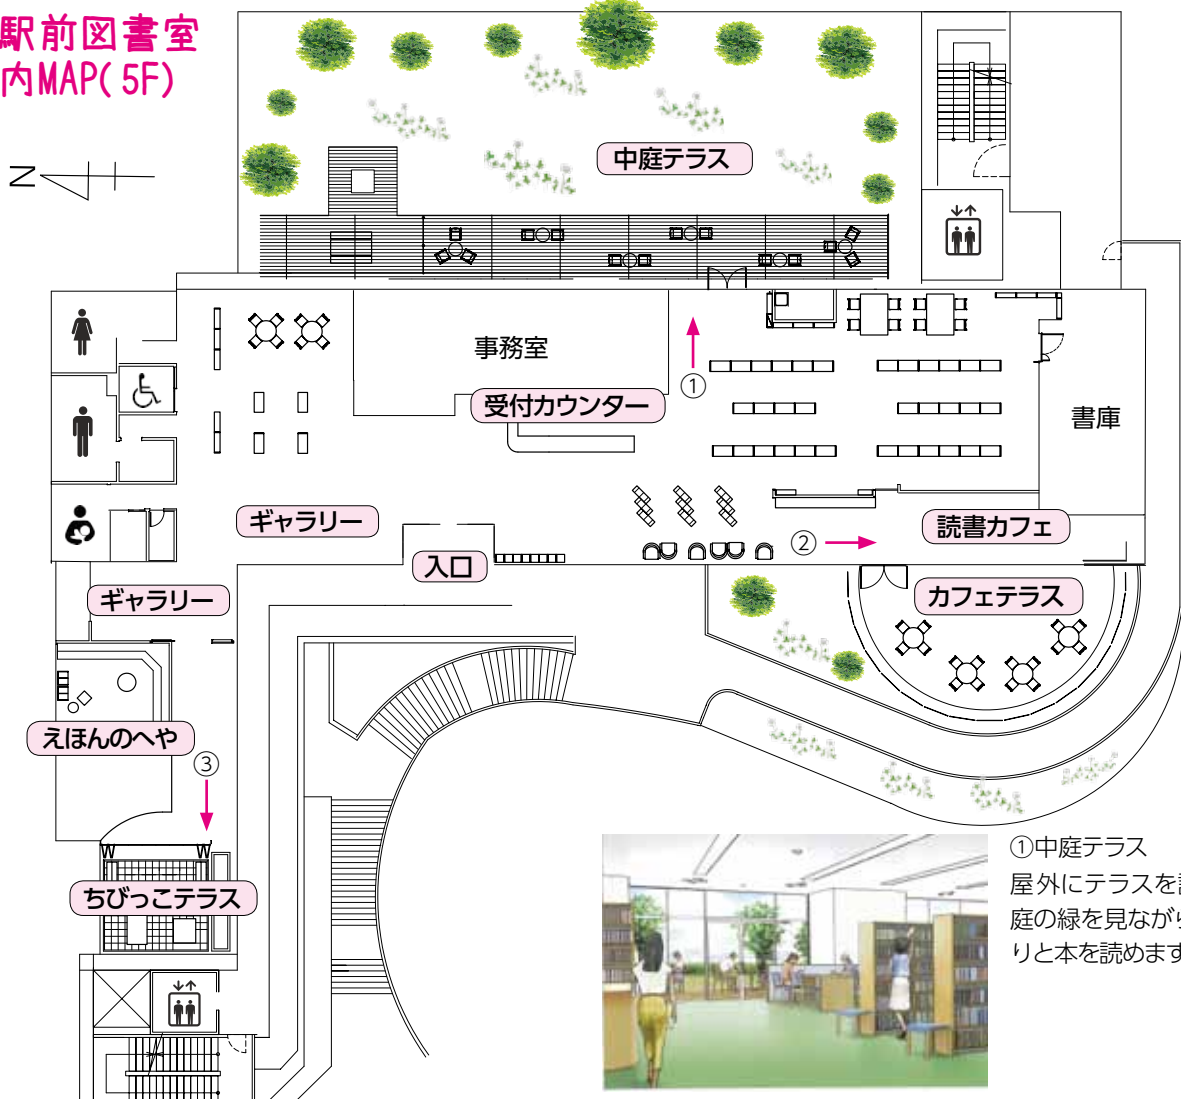 駅前図書室
内MAP(5F)
N
中庭テラス
事務室
①
受付カウンター
書庫
ギャラリー
入口
②
読書カフェ
ギャラリー
カフェテラス
えほんのへや
③
ちびっこテラス
①中庭テラス
屋外にテラスを
庭の緑を見なが
りと本を読めます